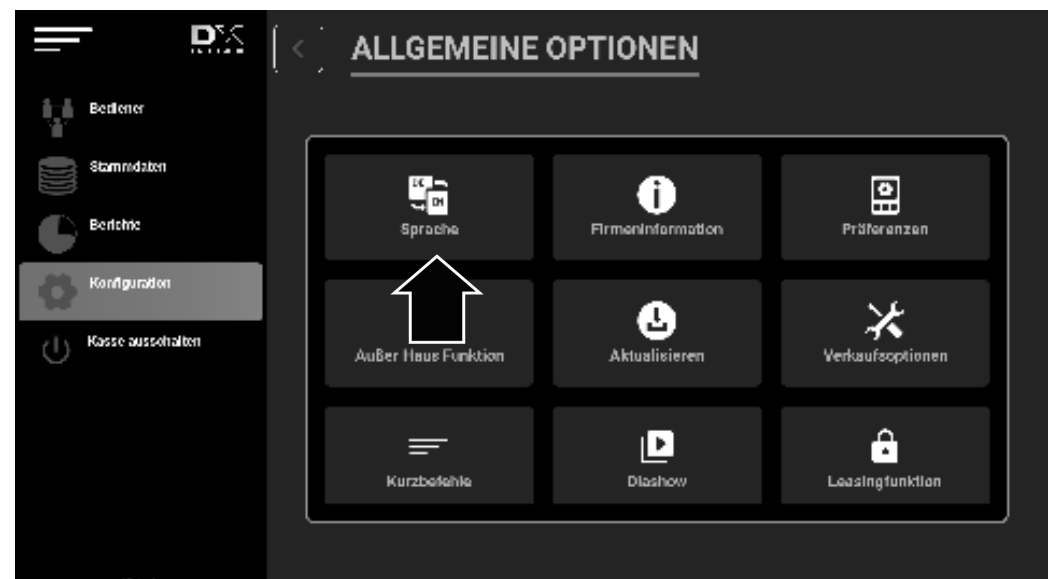 DX
ALLGEMEINE OPTIONEN
Bediener
Stammdaten
Berichte
Konfiguration
Kasse ausschalten
Sprache
Firmeninformation
Präferenzen
Außer Haus Funktion
Aktualisieren
Verkaufsoptionen
Kurzbefehle
Diashow
Leasingfunktion